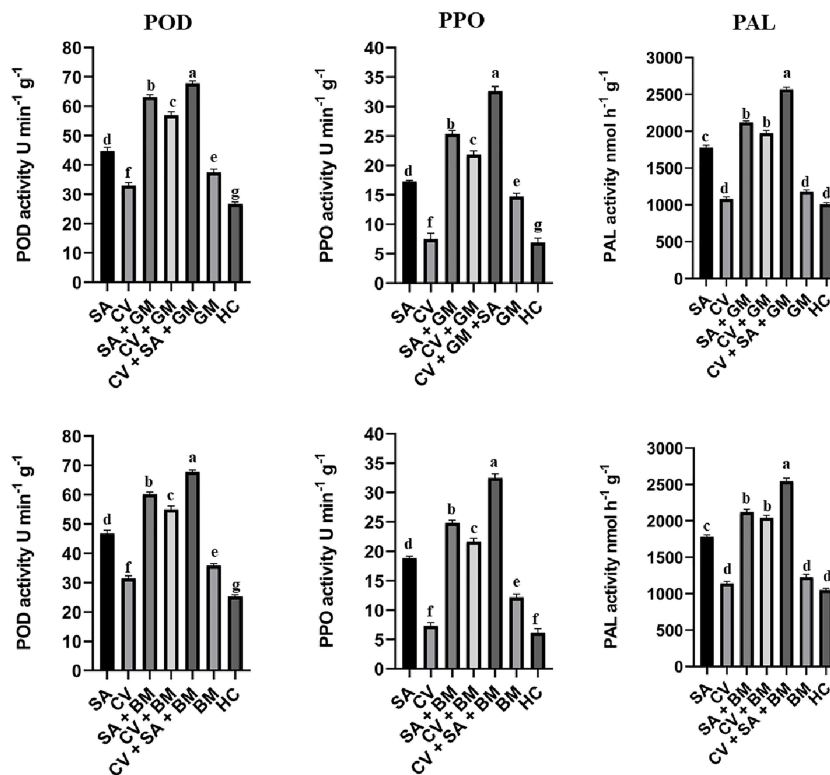 POD
POD activity U min⁻¹ g⁻¹
80
70
60
50
40
30
20
10
0
d
f
b
c
a
e
g
SA
CV
SA + GM
CV + GM
CV + SA + GM
GM
HC
PPO
PPO activity U min⁻¹ g⁻¹
40
35
30
25
20
15
10
5
0
d
f
b
c
a
e
g
SA
CV
SA + GM
CV + GM
CV + GM +SA
GM
HC
PAL
PAL activity nmol h⁻¹ g⁻¹
3000
2500
2000
1500
1000
500
0
c
d
b
b
a
d
d
SA
CV
SA + GM
CV + GM
CV + SA + GM
GM
HC
POD activity U min⁻¹ g⁻¹
80
70
60
50
40
30
20
10
0
d
f
b
c
a
e
g
SA
CV
SA + BM
CV + BM
CV + SA + BM
BM
HC
PPO activity U min⁻¹ g⁻¹
40
35
30
25
20
15
10
5
0
d
f
b
c
a
e
f
SA
CV
SA + BM
CV + BM
CV + SA + BM
BM
HC
PAL activity nmol h⁻¹ g⁻¹
3000
2500
2000
1500
1000
500
0
c
d
b
b
a
d
d
SA
CV
SA + BM
CV + BM
CV + SA + BM
BM
HC